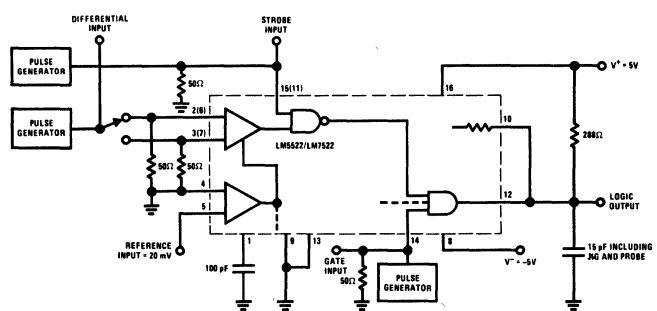 DIFFERENTIAL
INPUT
STROBE
INPUT
PULSE
GENERATOR
50Ω
15(11)
16
V+ = 5V
PULSE
GENERATOR
2(6)
3(7)
LM5522/LM7522
10
288Ω
50Ω
50Ω
4
5
12
LOGIC
OUTPUT
REFERENCE
INPUT = 20 mV
1
9
13
14
8
100 pF
GATE
INPUT
50Ω
PULSE
GENERATOR
V– = –5V
15 pF INCLUDING
JIG AND PROBE